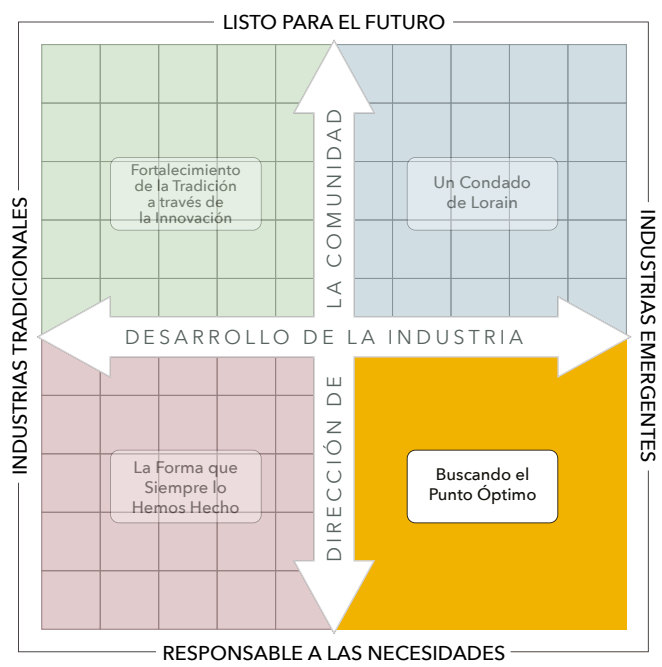 LISTO PARA EL FUTURO
Fortalecimiento
de la Tradición
a través de
la Innovación
Un Condado
de Lorain
INDUSTRIAS TRADICIONALES
DESARROLLO DE LA INDUSTRIA
DIRECCIÓN DE LA COMUNIDAD
INDUSTRIAS EMERGENTES
La Forma que
Siempre lo
Hemos Hecho
Buscando el
Punto Óptimo
RESPONSABLE A LAS NECESIDADES